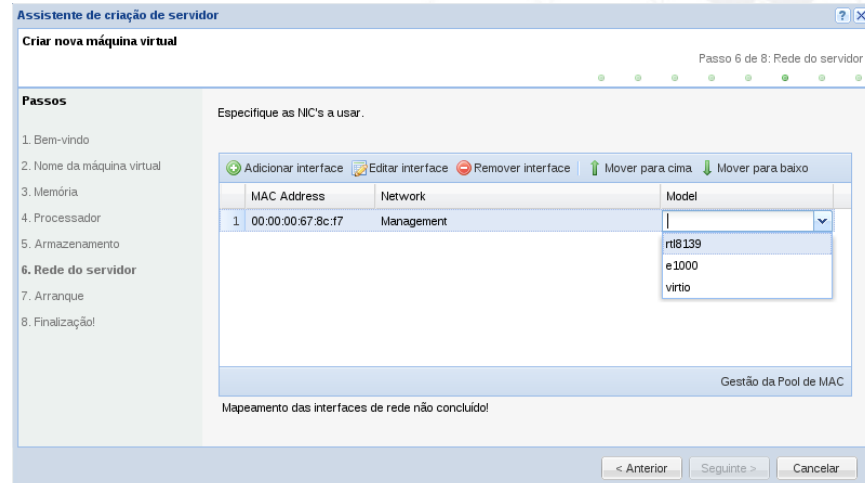 Assistente de criação de servidor
Criar nova máquina virtual
Passo 6 de 8: Rede do servidor
Passos
1. Bem-vindo
2. Nome da máquina virtual
3. Memória
4. Processador
5. Armazenamento
6. Rede do servidor
7. Arranque
8. Finalização!
Especifique as NIC's a usar.
Adicionar interface Editar interface Remover interface Mover para cima Mover para baixo
MAC Address Network Model
1 00:00:00:67:8c:f7 Management
rtl8139
e1000
virtio
Gestão da Pool de MAC
Mapeamento das interfaces de rede não concluído!
< Anterior Seguinte > Cancelar